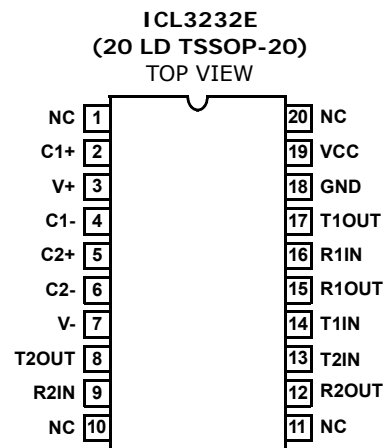 ICL3232E
(20 LD TSSOP-20)
TOP VIEW
NC 1 20 NC
C1+ 2 19 VCC
V+ 3 18 GND
C1- 4 17 T1OUT
C2+ 5 16 R1IN
C2- 6 15 R1OUT
V- 7 14 T1IN
T2OUT 8 13 T2IN
R2IN 9 12 R2OUT
NC 10 11 NC